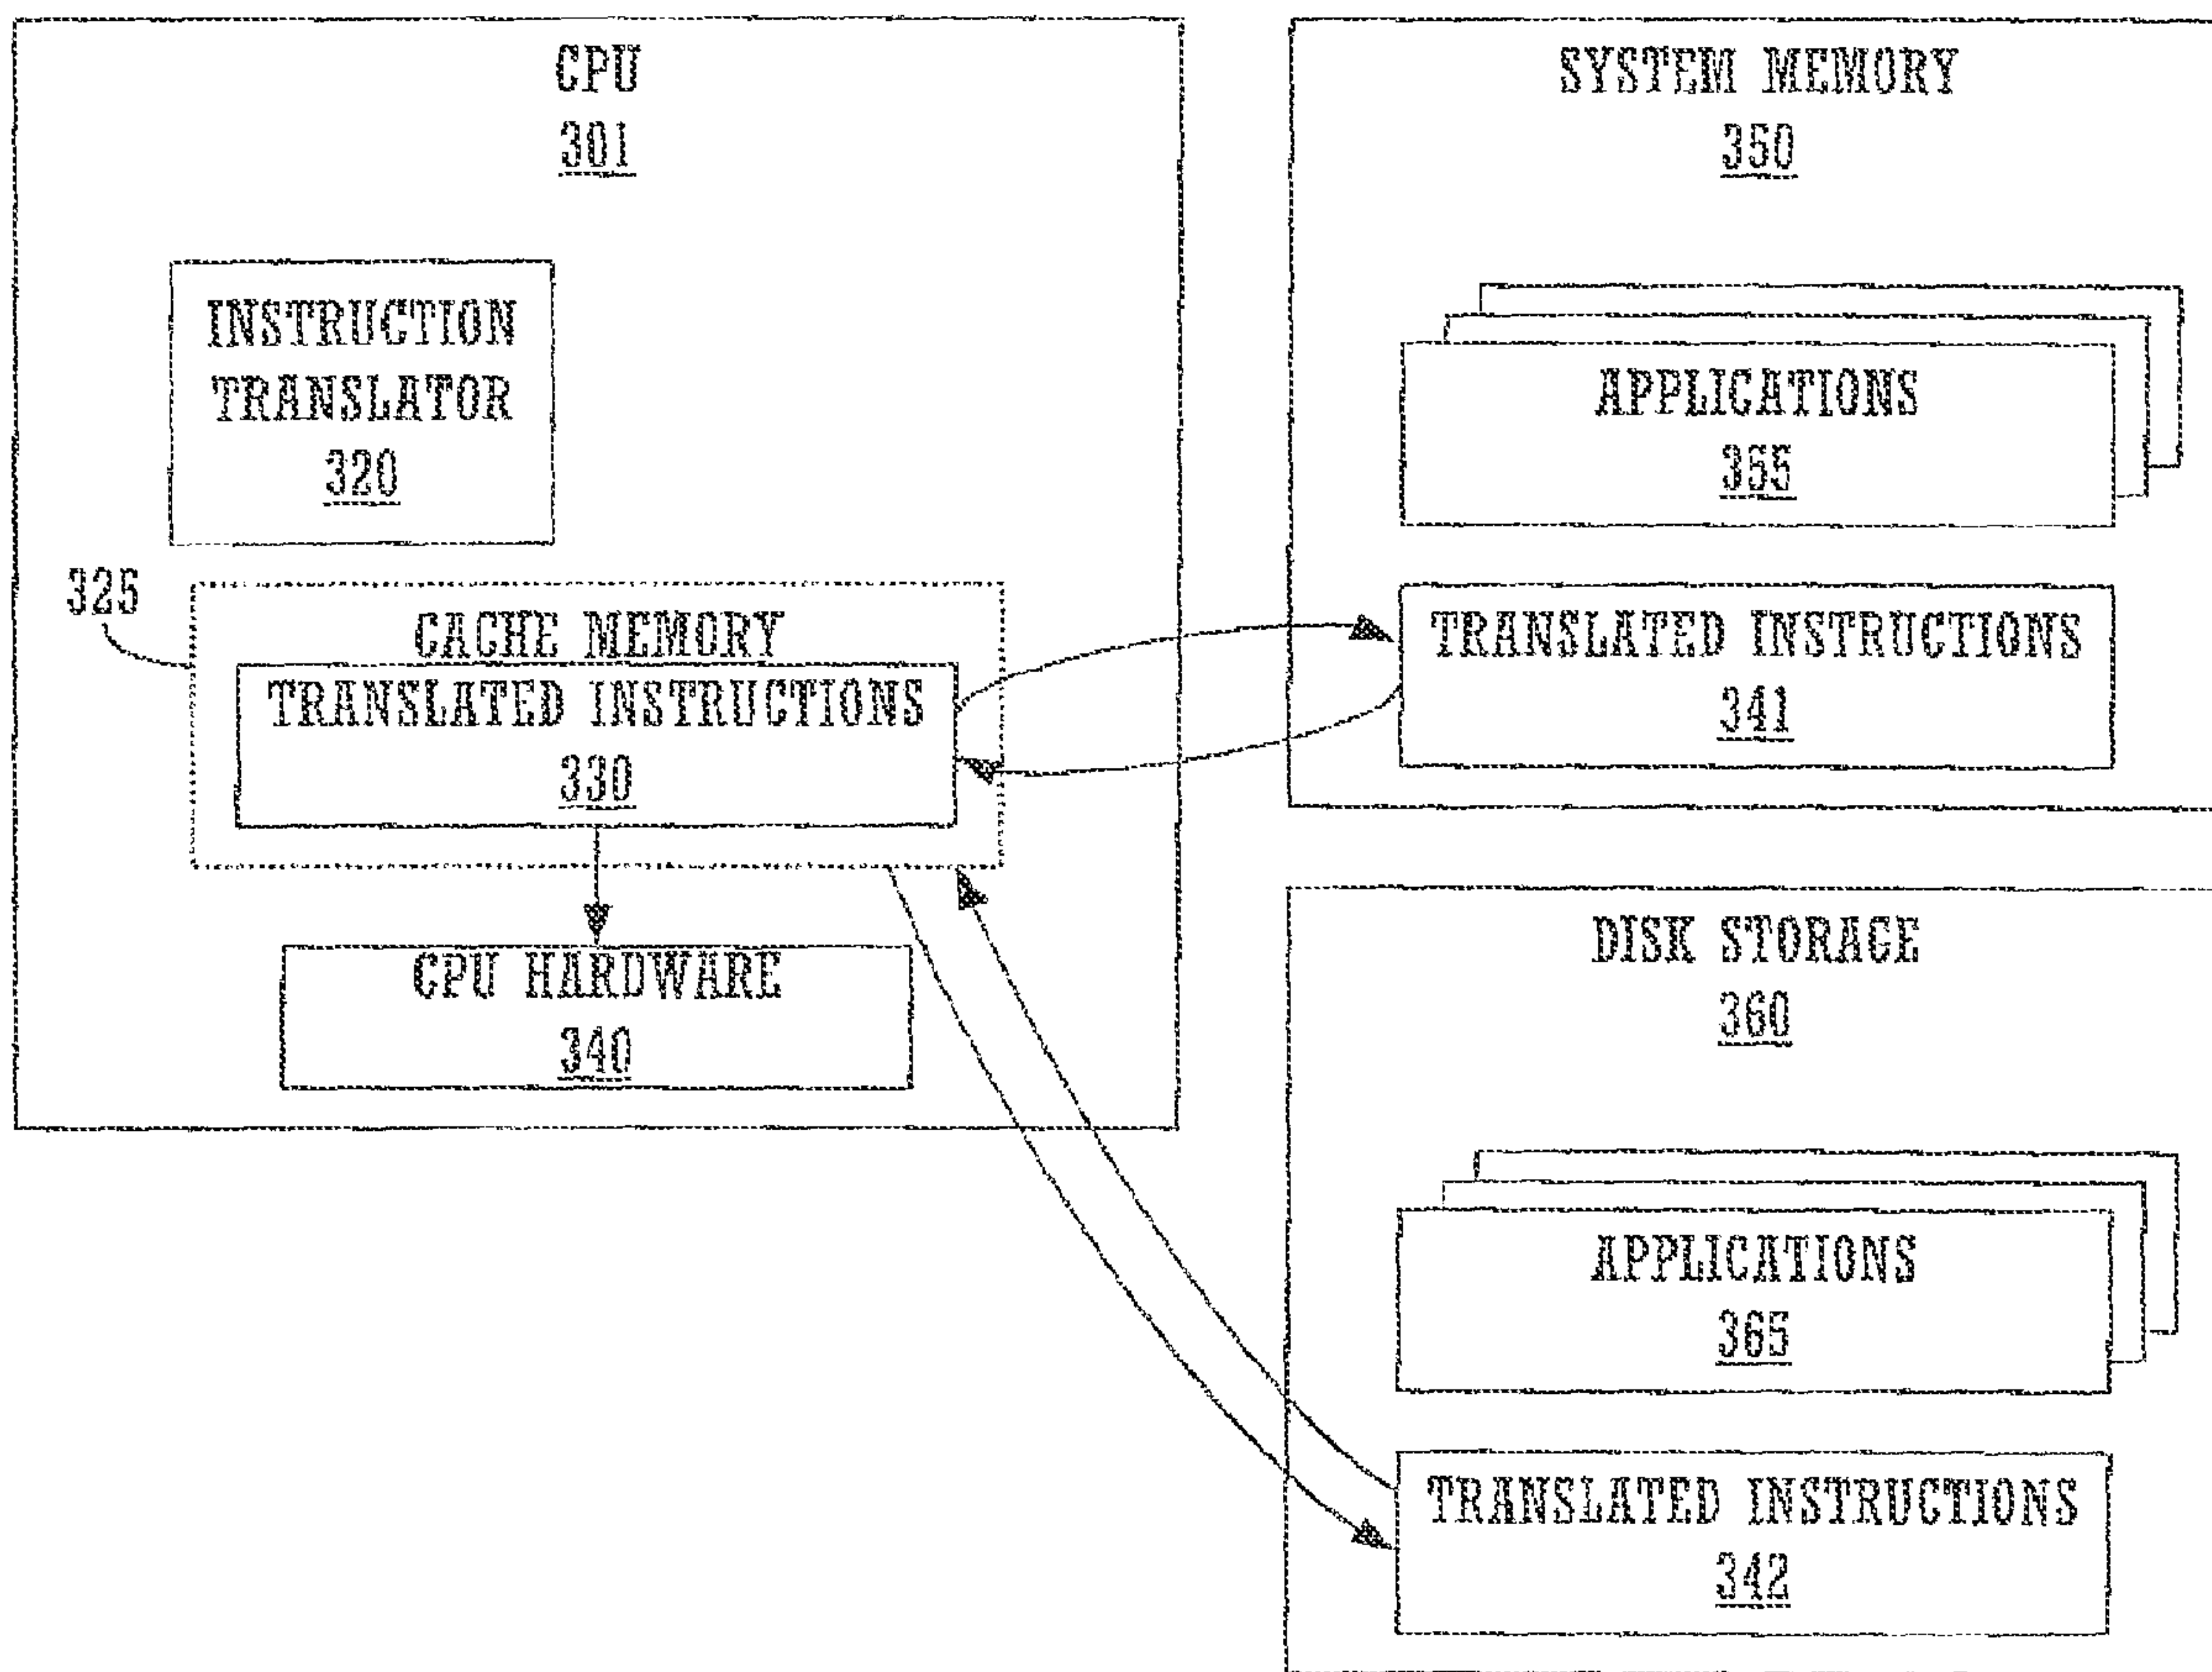 CPU
301
INSTRUCTION
TRANSLATOR
320
325
CACHE MEMORY
TRANSLATED INSTRUCTIONS
330
CPU HARDWARE
340
SYSTEM MEMORY
350
APPLICATIONS
355
TRANSLATED INSTRUCTIONS
341
DISK STORAGE
360
APPLICATIONS
365
TRANSLATED INSTRUCTIONS
342